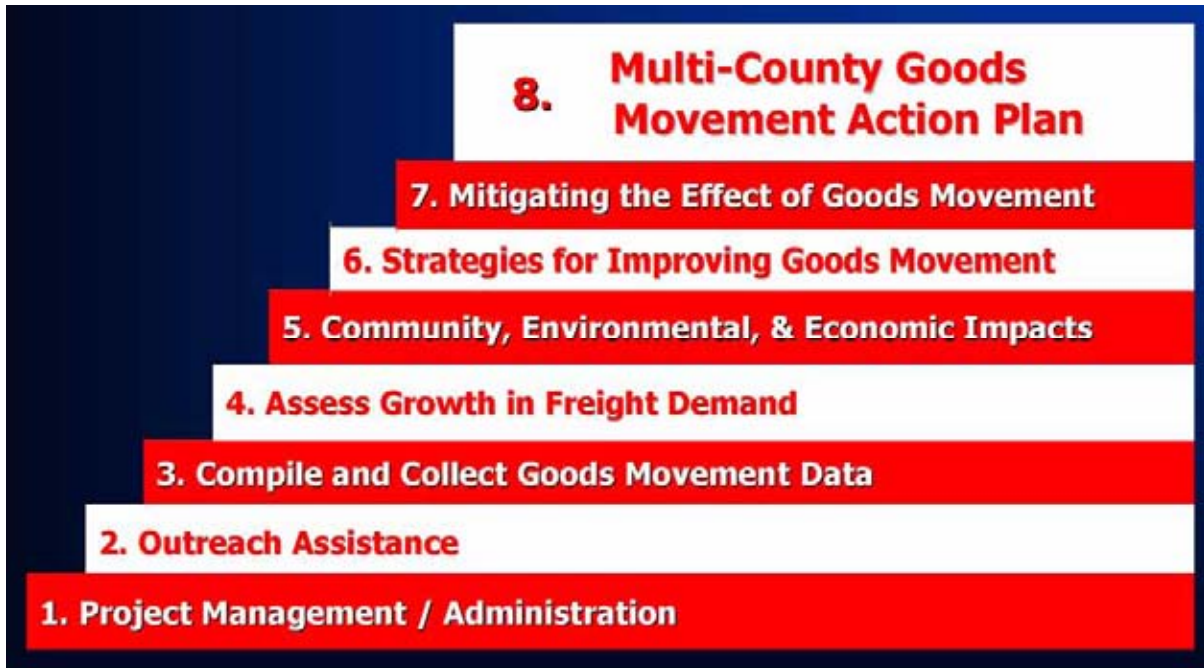 8. Multi-County Goods
Movement Action Plan
7. Mitigating the Effect of Goods Movement
6. Strategies for Improving Goods Movement
5. Community, Environmental, & Economic Impacts
4. Assess Growth in Freight Demand
3. Compile and Collect Goods Movement Data
2. Outreach Assistance
1. Project Management / Administration